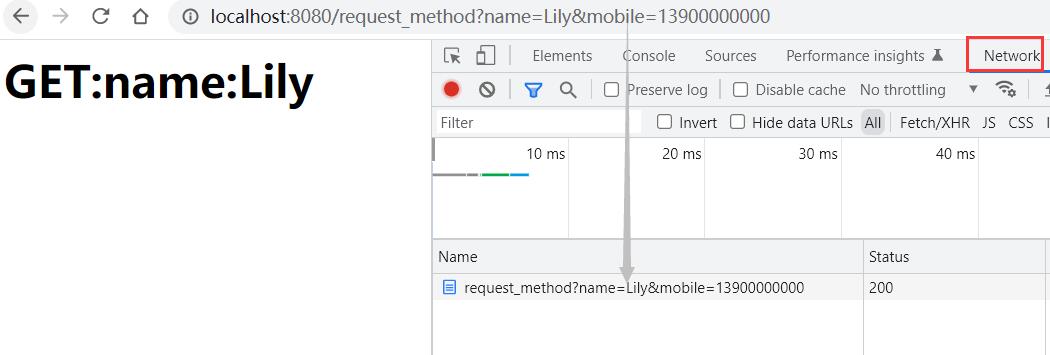 localhost:8080/request_method?name=Lily&mobile=13900000000
GET:name:Lily
Elements Console Sources Performance insights Network
Preserve log Disable cache No throttling
Filter Invert Hide data URLs All Fetch/XHR JS CSS
10 ms 20 ms 30 ms 40 ms
Name Status
request_method?name=Lily&mobile=13900000000 200